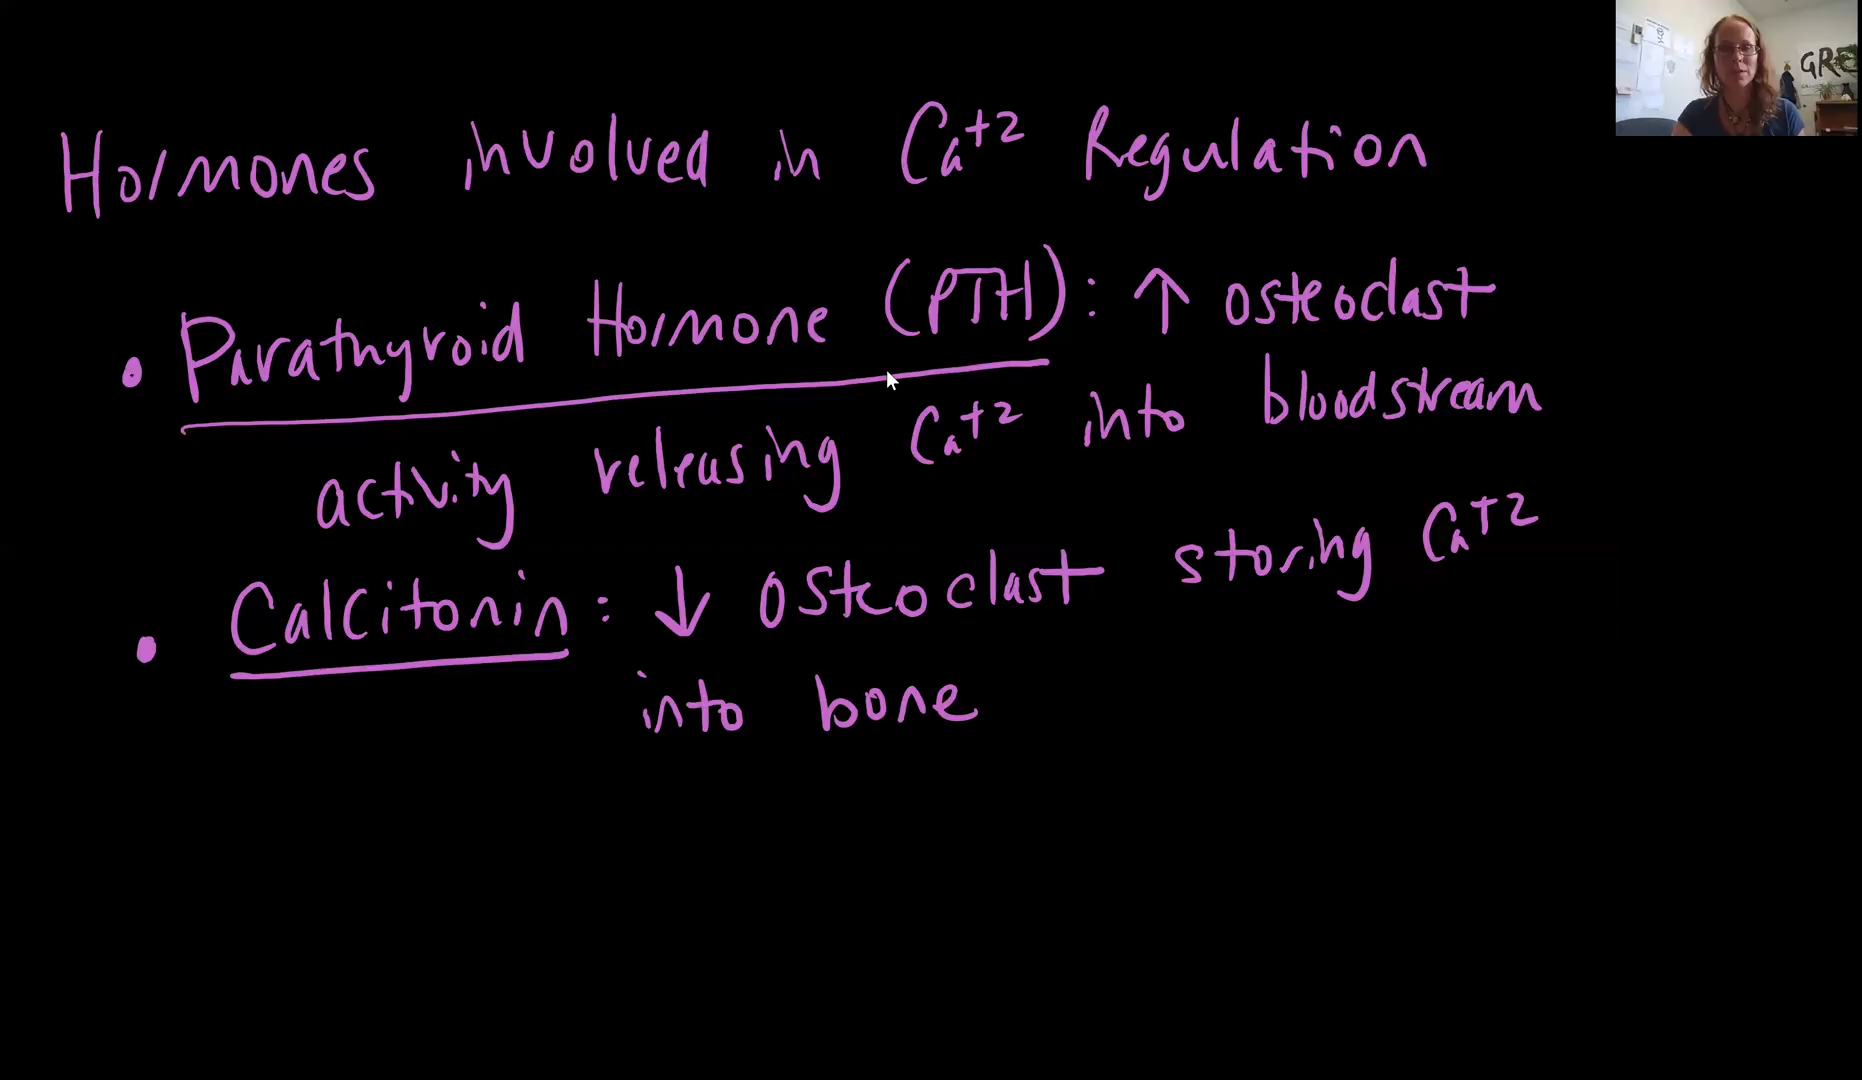 Hormones involved in Ca+2 Regulation
• Parathyroid Hormone (PTH): ↑ osteoclast
activity releasing Ca+2 into bloodstream
• Calcitonin: ↓ osteoclast storing Ca+2
into bone
GRE